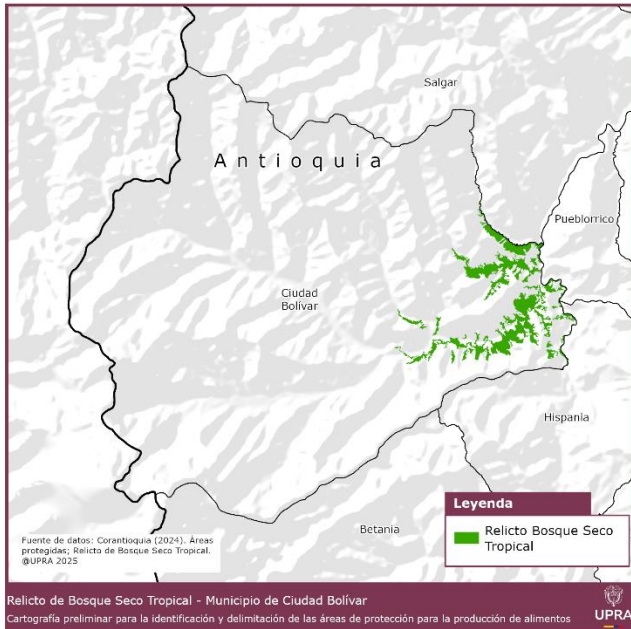 Salgar
Antioquia
Pueblorrico
Ciudad
Bolívar
Hispania
Betania
Leyenda
Relicto Bosque Seco
Tropical
Fuente de datos: Corantioquia (2024). Áreas
protegidas; Relicto de Bosque Seco Tropical.
@UPRA 2025
Relicto de Bosque Seco Tropical - Municipio de Ciudad Bolívar
Cartografía preliminar para la identificación y delimitación de las áreas de protección para la producción de alimentos
UPRA